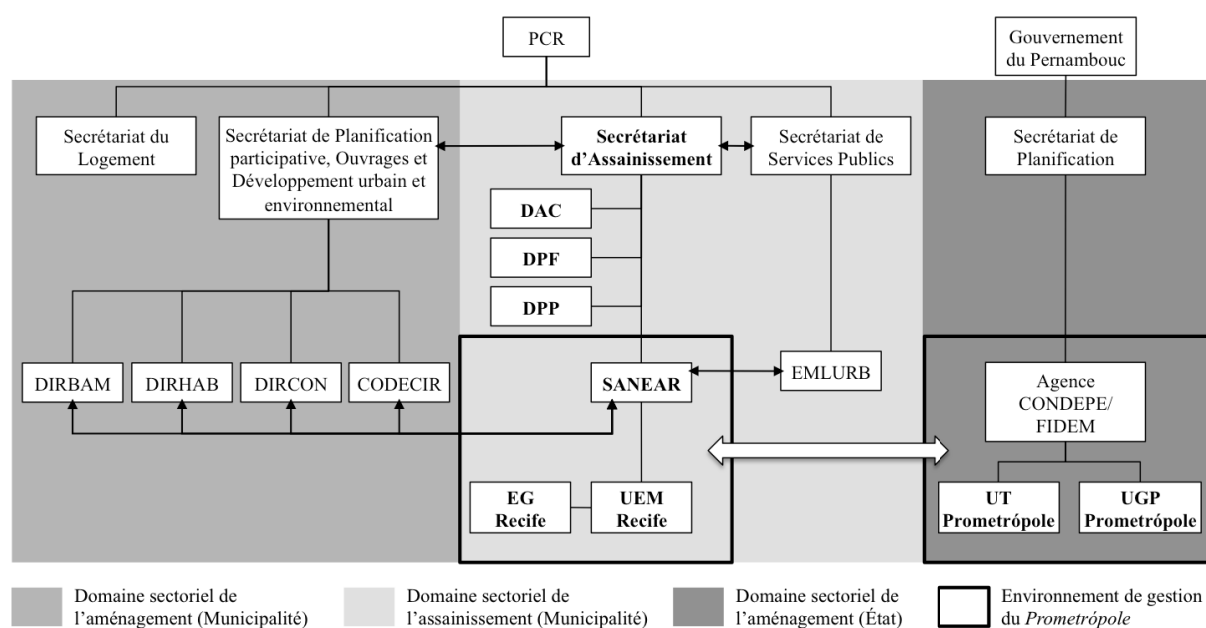 PCR
Gouvernement
du Pernambouc
Secrétariat du
Logement
Secrétariat de Planification
participative, Ouvrages et
Développement urbain et
environnemental
Secrétariat
d’Assainissement
Secrétariat de
Services Publics
Secrétariat de
Planification
DAC
DPF
DPP
DIRBAM
DIRHAB
DIRCON
CODECIR
SANEAR
EMLURB
Agence
CONDEPE/
FIDEM
EG
Recife
UEM
Recife
UT
Prometrópole
UGP
Prometrópole
Domaine sectoriel de
l’aménagement (Municipalité)
Domaine sectoriel de
l’assainissement (Municipalité)
Domaine sectoriel de
l’aménagement (État)
Environnement de gestion
du Prometrópole